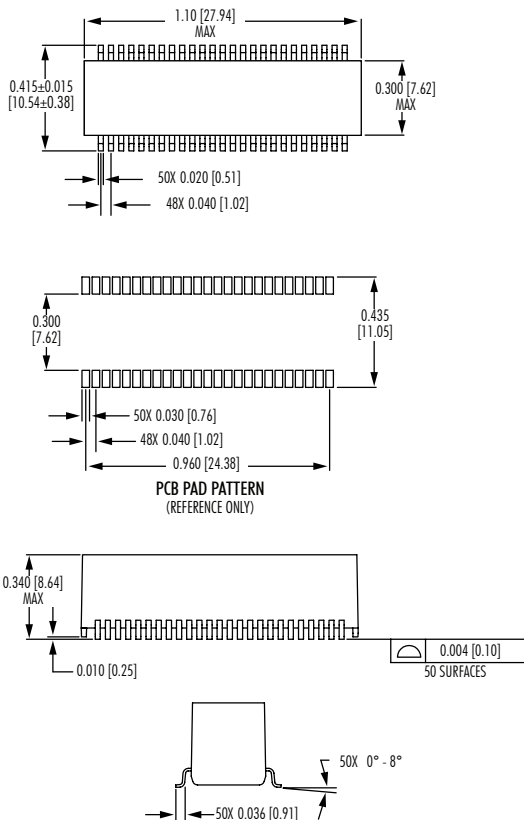 1.10 [27.94]
MAX
0.415±0.015
[10.54±0.38]
0.300 [7.62]
MAX
50X 0.020 [0.51]
48X 0.040 [1.02]
0.300
[7.62]
0.435
[11.05]
50X 0.030 [0.76]
48X 0.040 [1.02]
0.960 [24.38]
PCB PAD PATTERN
(REFERENCE ONLY)
0.340 [8.64]
MAX
0.010 [0.25]
0.004 [0.10]
50 SURFACES
50X 0° - 8°
50X 0.036 [0.91]